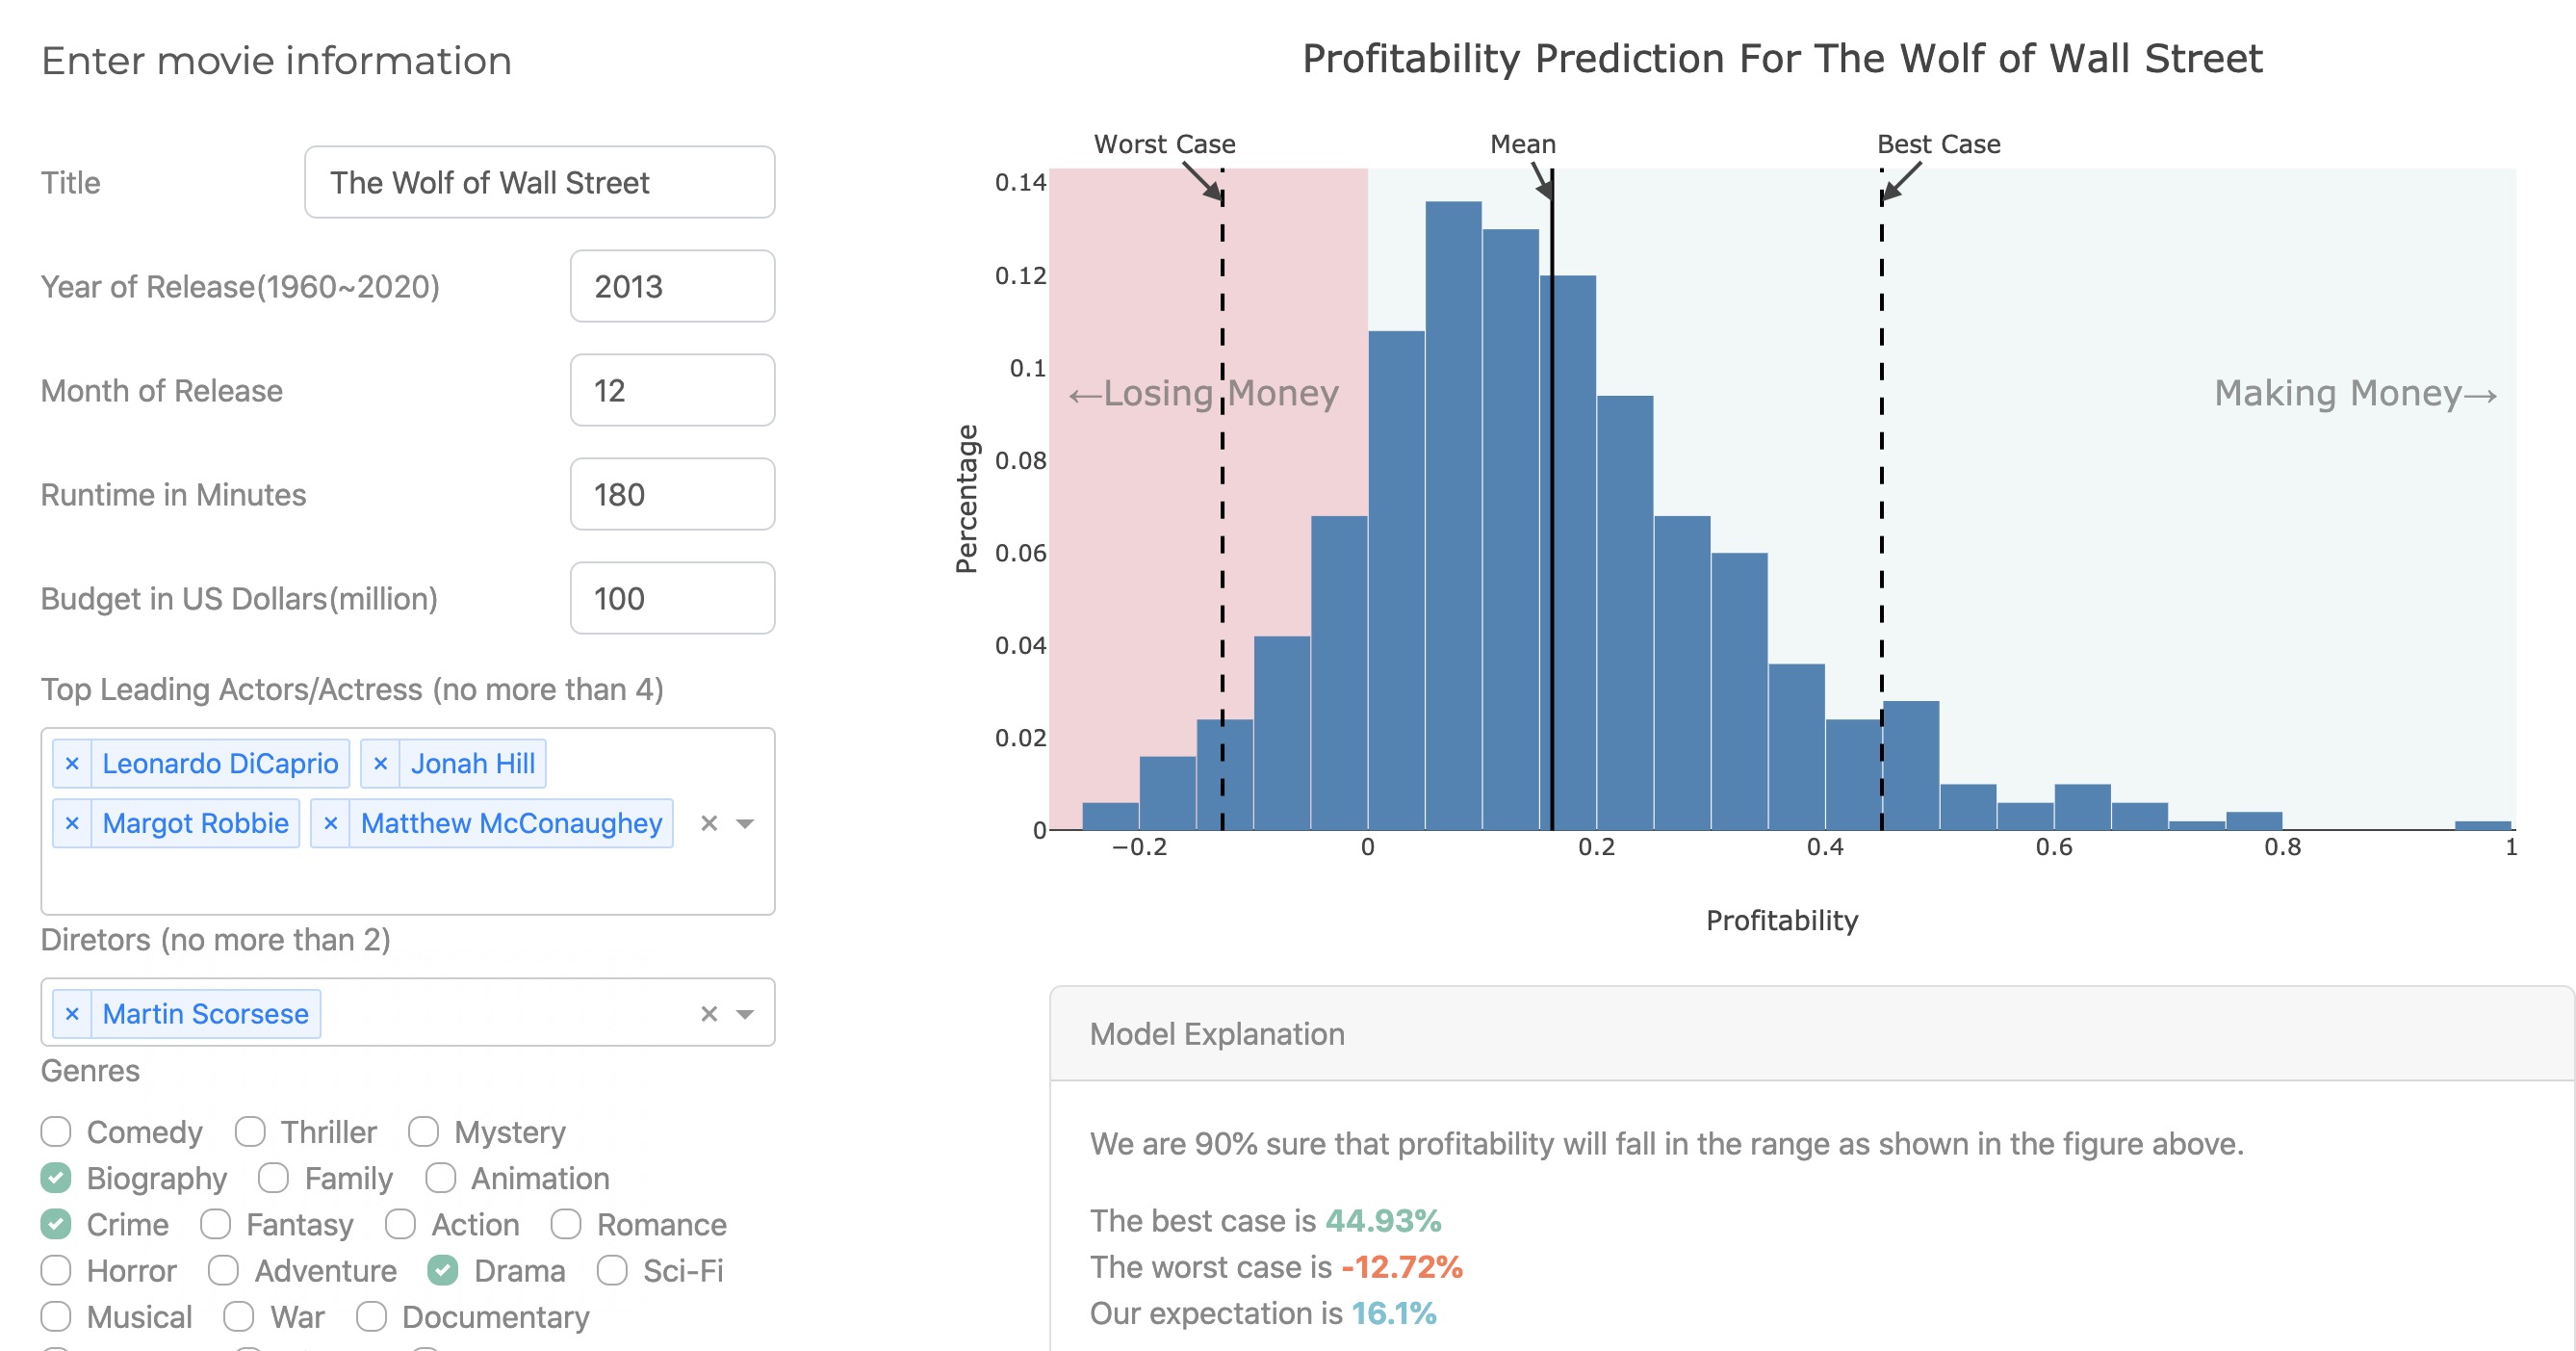 Enter movie information
Title
The Wolf of Wall Street
Year of Release(1960~2020)
2013
Month of Release
12
Runtime in Minutes
180
Budget in US Dollars(million)
100
Top Leading Actors/Actress (no more than 4)
× Leonardo DiCaprio × Jonah Hill
× Margot Robbie × Matthew McConaughey ×
Diretors (no more than 2)
× Martin Scorsese ×
Genres
Comedy Thriller Mystery
Biography Family Animation
Crime Fantasy Action Romance
Horror Adventure Drama Sci-Fi
Musical War Documentary
Profitability Prediction For The Wolf of Wall Street
Worst Case Mean Best Case
0.14
0.12
0.1
←Losing Money Making Money→
0.08
0.06
0.04
0.02
0
Percentage
−0.2 0 0.2 0.4 0.6 0.8 1
Profitability
Model Explanation
We are 90% sure that profitability will fall in the range as shown in the figure above.
The best case is 44.93%
The worst case is -12.72%
Our expectation is 16.1%